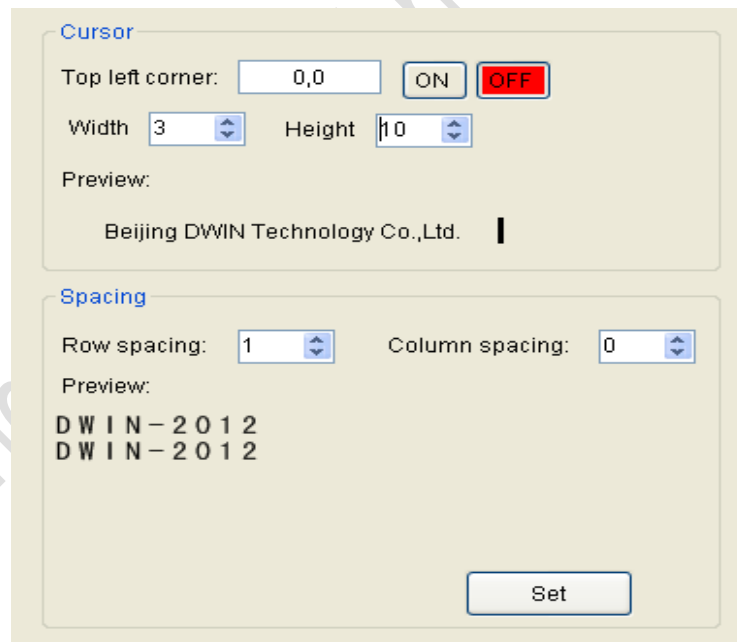 Cursor
Top left corner: 0,0 ON OFF
Width 3 Height 10
Preview:
Beijing DWIN Technology Co.,Ltd.
Spacing
Row spacing: 1 Column spacing: 0
Preview:
DWIN-2012
DWIN-2012
Set